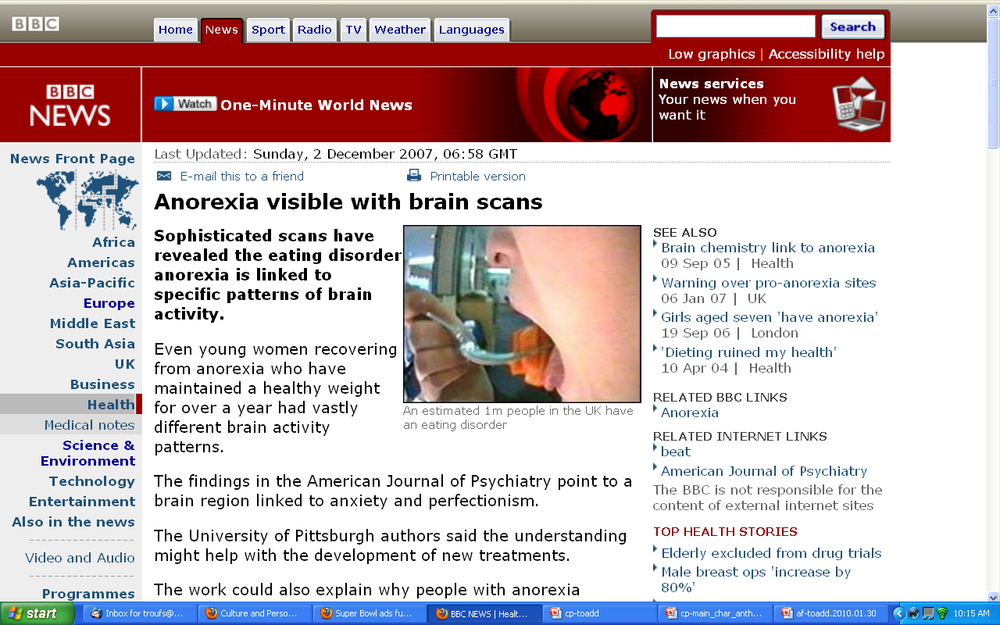 BBC
Home
News
Sport
Radio
TV
Weather
Languages
Search
Low graphics | Accessibility help
BBC
NEWS
Watch One-Minute World News
News services
Your news when you
want it
News Front Page
Africa
Americas
Asia-Pacific
Europe
Middle East
South Asia
UK
Business
Health
Medical notes
Science &
Environment
Technology
Entertainment
Also in the news
Video and Audio
Programmes
Last Updated: Sunday, 2 December 2007, 06:58 GMT
E-mail this to a friend
Printable version
Anorexia visible with brain scans
Sophisticated scans have
revealed the eating disorder
anorexia is linked to
specific patterns of brain
activity.
Even young women recovering
from anorexia who have
maintained a healthy weight
for over a year had vastly
different brain activity
patterns.
An estimated 1m people in the UK have
an eating disorder
The findings in the American Journal of Psychiatry point to a
brain region linked to anxiety and perfectionism.
The University of Pittsburgh authors said the understanding
might help with the development of new treatments.
The work could also explain why people with anorexia
SEE ALSO
Brain chemistry link to anorexia
09 Sep 05 | Health
Warning over pro-anorexia sites
06 Jan 07 | UK
Girls aged seven 'have anorexia'
19 Sep 06 | London
'Dieting ruined my health'
10 Apr 04 | Health
RELATED BBC LINKS
Anorexia
RELATED INTERNET LINKS
beat
American Journal of Psychiatry
The BBC is not responsible for the
content of external internet sites
TOP HEALTH STORIES
Elderly excluded from drug trials
Male breast ops 'increase by
80%'
start
Inbox for troufs@...
Culture and Perso...
Super Bowl ads fu...
BBC NEWS | Healt...
cp-toadd
cp-main_char_anth...
af-toadd.2010.01.30
10:15 AM